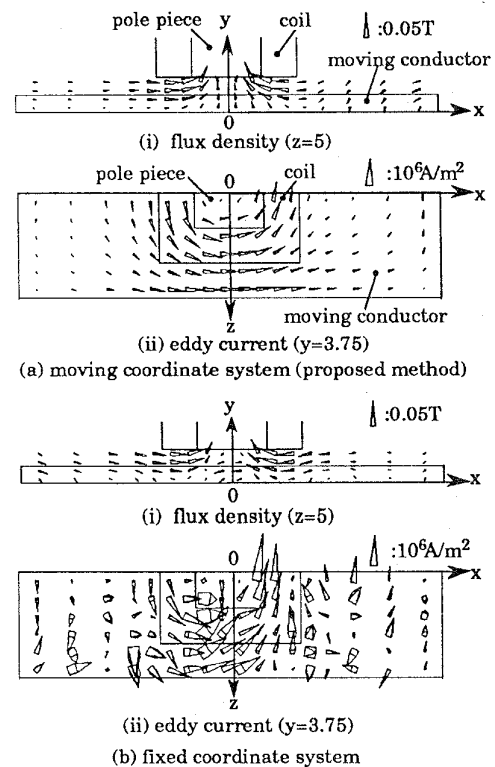 pole piece
y
coil
:0.05T
moving conductor
x
0
(i) flux density (z=5)
pole piece
0
coil
:10⁶A/m²
x
moving conductor
z
(ii) eddy current (y=3.75)
(a) moving coordinate system (proposed method)
y
:0.05T
x
0
(i) flux density (z=5)
0
:10⁶A/m²
x
z
(ii) eddy current (y=3.75)
(b) fixed coordinate system